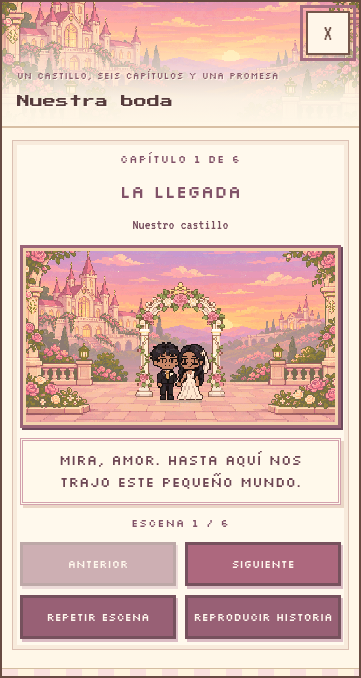 X
UN CASTILLO, SEIS CAPÍTULOS Y UNA PROMESA
Nuestra boda
CAPÍTULO 1 DE 6
LA LLEGADA
Nuestro castillo
MIRA, AMOR. HASTA AQUÍ NOS
TRAJO ESTE PEQUEÑO MUNDO.
ESCENA 1 / 6
ANTERIOR
SIGUIENTE
REPETIR ESCENA
REPRODUCIR HISTORIA